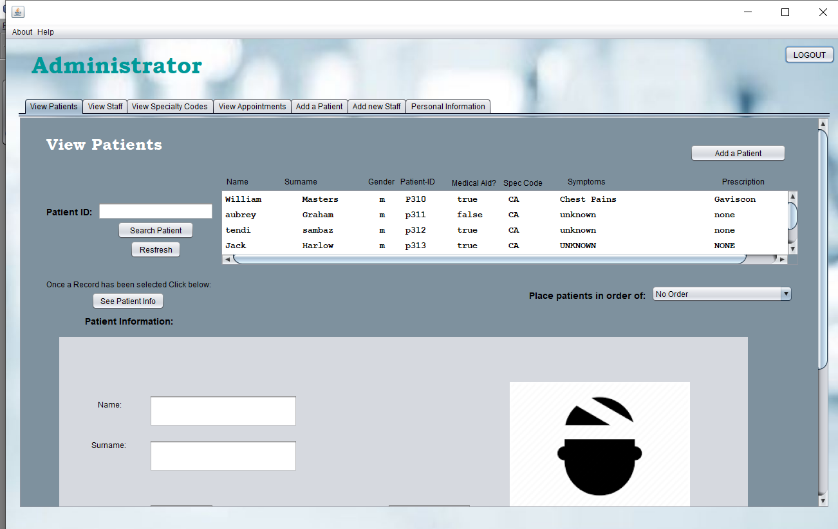 About Help
Administrator
LOGOUT
View Patients View Staff View Specialty Codes View Appointments Add a Patient Add new Staff Personal Information
View Patients
Add a Patient
Name Surname Gender Patient-ID Medical Aid? Spec Code Symptoms Prescription
William Masters m P310 true CA Chest Pains Gaviscon
aubrey Graham m p311 false CA unknown none
tendi sambaz m p312 true CA unknown none
Jack Harlow m p313 true CA UNKNOWN NONE
Patient ID:
Search Patient
Resfresh
Once a Record has been selected Click below:
See Patient Info
Place patients in order of: No Order
Patient Information:
Name:
Surname: